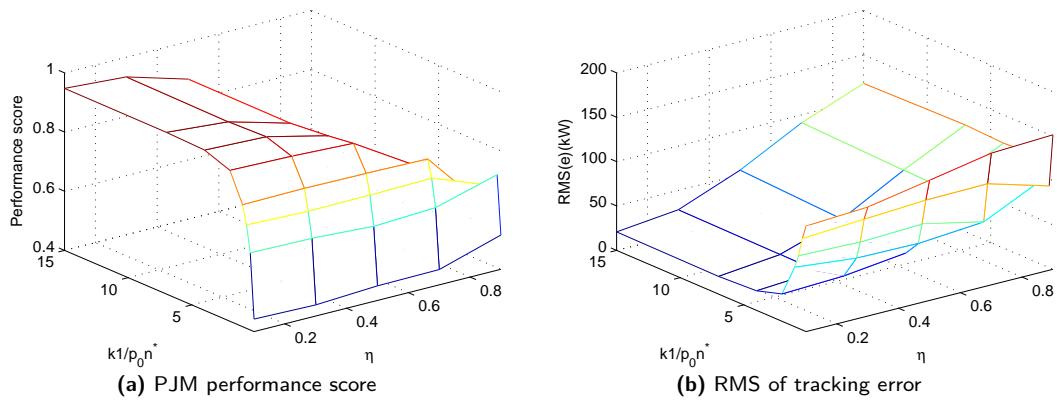 Performance score
1
0.8
0.6
0.4
15
10
5
k1/p_0n^*
0.2
0.4
0.6
0.8
η
(a) PJM performance score
RMS(e)(kW)
200
150
100
50
0
15
10
5
k1/p_0n^*
0.2
0.4
0.6
0.8
η
(b) RMS of tracking error